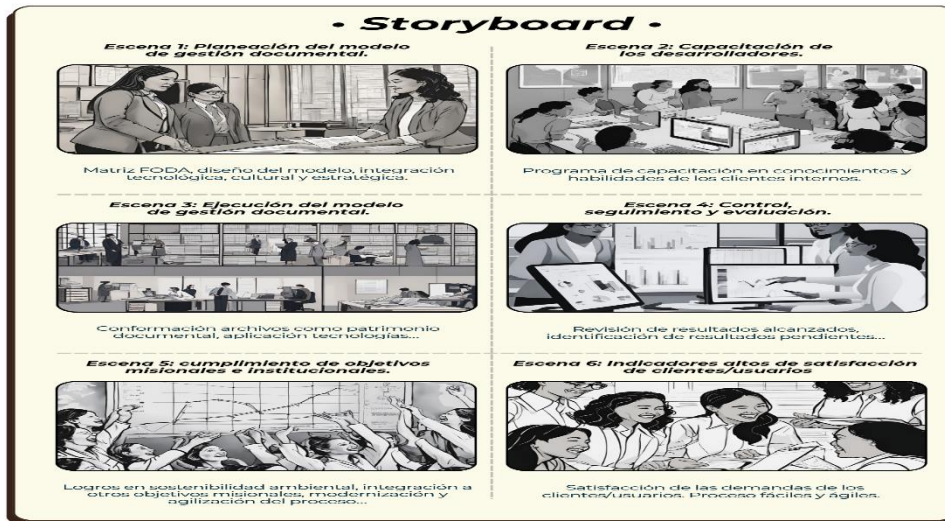 • Storyboard •
Escena 1: Planeación del modelo
de gestión documental.
Matriz FODA, diseño del modelo, integración
tecnológica, cultural y estratégica.
Escena 2: Capacitación de
los desarrolladores.
Programa de capacitación en conocimientos y
habilidades de los clientes internos.
Escena 3: Ejecución del modelo
de gestión documental.
Conformación archivos como patrimonio
documental, aplicación tecnologías...
Escena 4: Control,
seguimiento y evaluación.
Revisión de resultados alcanzados,
identificación de resultados pendientes...
Escena 5: cumplimiento de objetivos
misionales e institucionales.
Logros en sostenibilidad ambiental, integración a
otros objetivos misionales, modernización y
agilización del proceso...
Escena 6: Indicadores altos de satisfacción
de clientes/usuarios
Satisfacción de las demandas de los
clientes/usuarios. Proceso fáciles y ágiles.